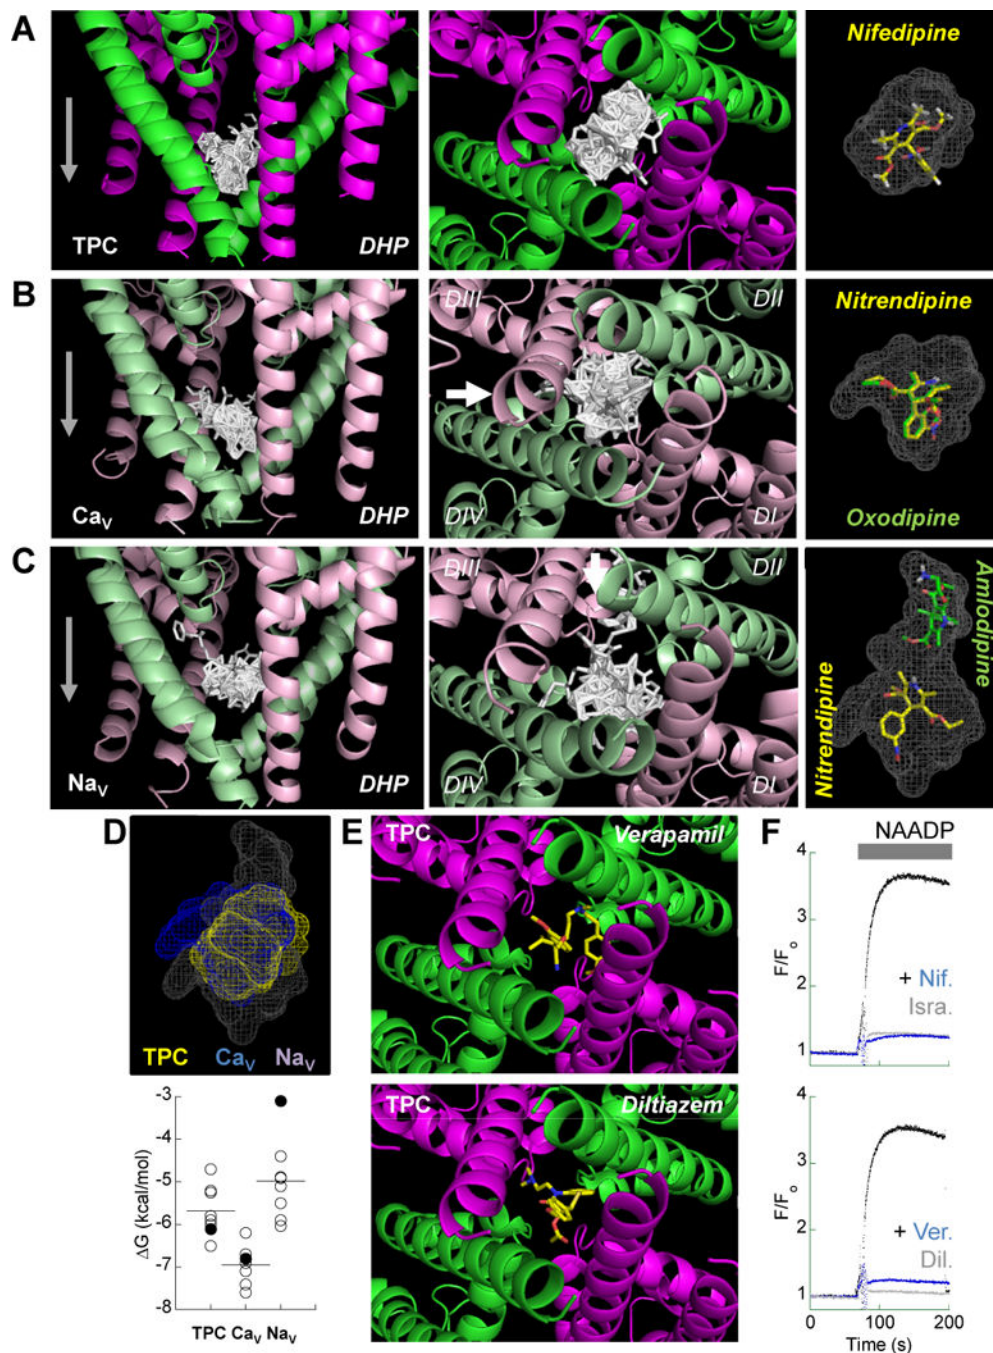 A
TPC
DHP
Nifedipine
B
CaV
DHP
DIII
DII
DIV
DI
Nitrendipine
Oxodipine
C
NaV
DHP
DIII
DII
DIV
DI
Nitrendipine
Amlodipine
D
TPC CaV NaV
-3
-4
-5
-6
-7
-8
ΔG (kcal/mol)
TPC CaV NaV
E
TPC Verapamil
TPC Diltiazem
F
NAADP
4
3
2
1
F/Fo
+ Nif.
Isra.
4
3
2
1
F/Fo
+ Ver.
Dil.
0 100 200
Time (s)